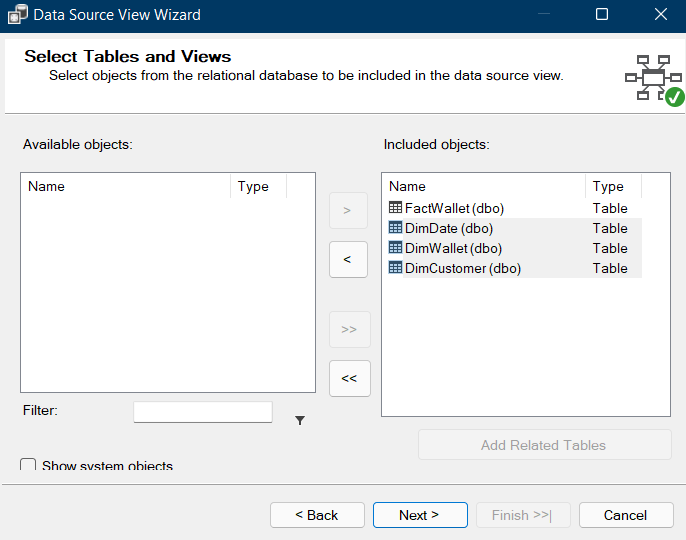 Data Source View Wizard
Select Tables and Views
Select objects from the relational database to be included in the data source view.
Available objects:
Name Type
>
<
>>
<<
Included objects:
Name Type
FactWallet (dbo) Table
DimDate (dbo) Table
DimWallet (dbo) Table
DimCustomer (dbo) Table
Filter:
Add Related Tables
Show system objects
< Back Next > Finish >>| Cancel